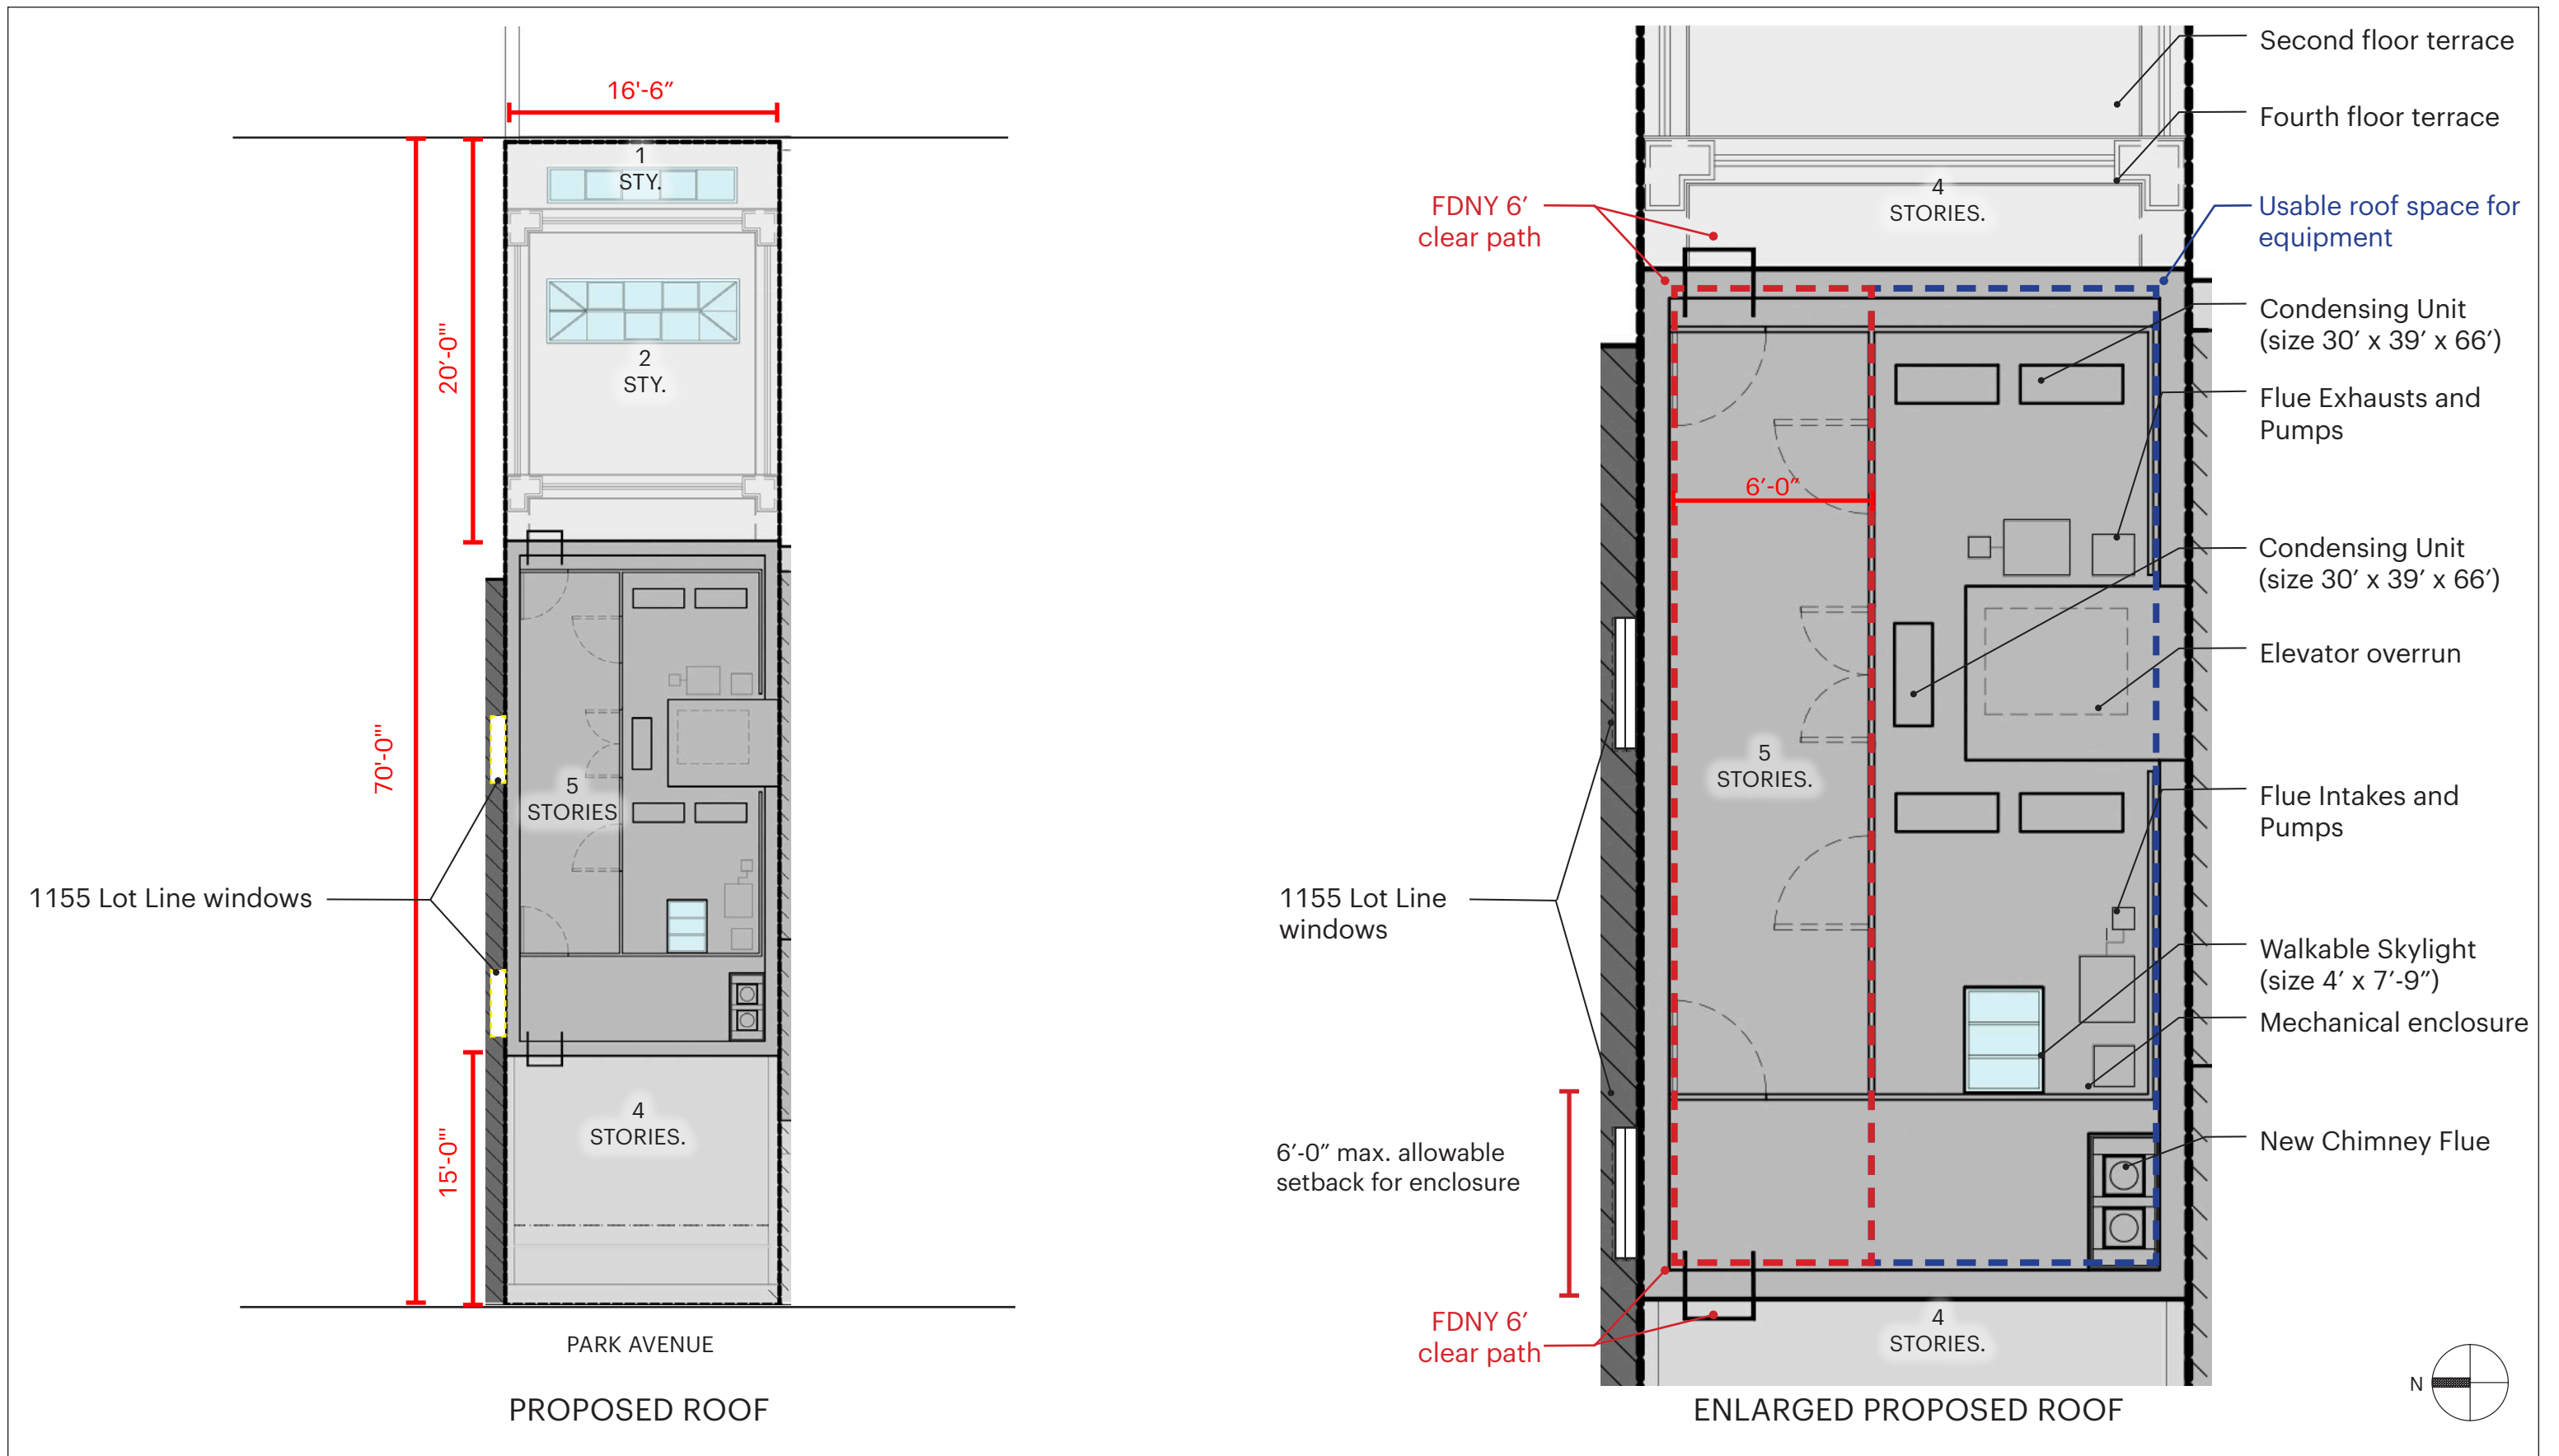 16'-6"
1
STY.
20'-0"'
2
STY.
70'-0"'
5
STORIES
1155 Lot Line windows
15'-0"'
4
STORIES.
PARK AVENUE
PROPOSED ROOF
Second floor terrace
Fourth floor terrace
4
STORIES.
FDNY 6'
clear path
Usable roof space for
equipment
Condensing Unit
(size 30' x 39' x 66')
Flue Exhausts and
Pumps
6'-0"
Condensing Unit
(size 30' x 39' x 66')
Elevator overrun
5
STORIES.
Flue Intakes and
Pumps
1155 Lot Line
windows
Walkable Skylight
(size 4' x 7'-9")
Mechanical enclosure
6'-0" max. allowable
setback for enclosure
New Chimney Flue
FDNY 6'
clear path
4
STORIES.
N
ENLARGED PROPOSED ROOF